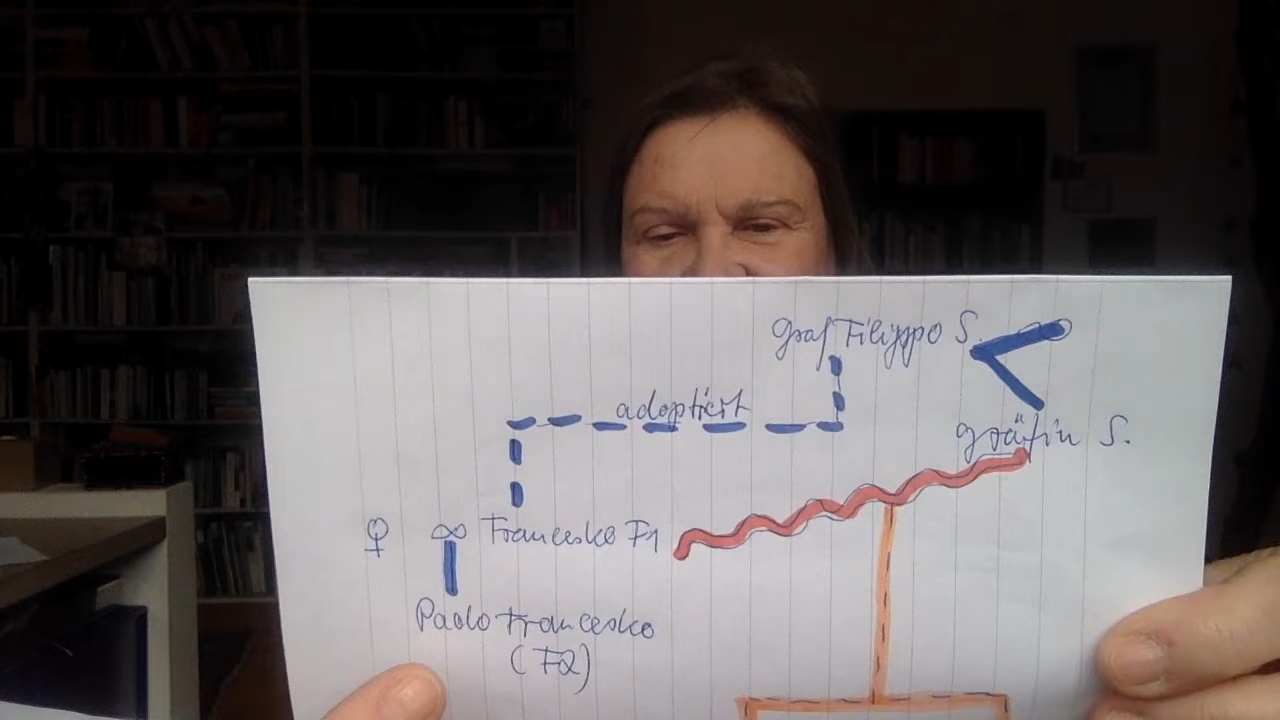 Graf Filippo S.
adoptiert
Gräfin S.
♀ ∞ Francesko F1
Paolo Francesko
(F2)